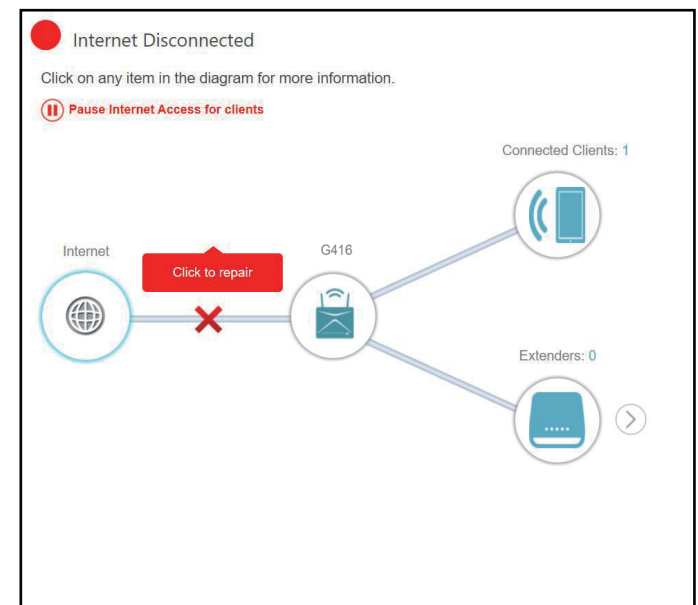 Internet Disconnected
Click on any item in the diagram for more information.
Pause Internet Access for clients
Connected Clients: 1
Internet
Click to repair
G416
Extenders: 0